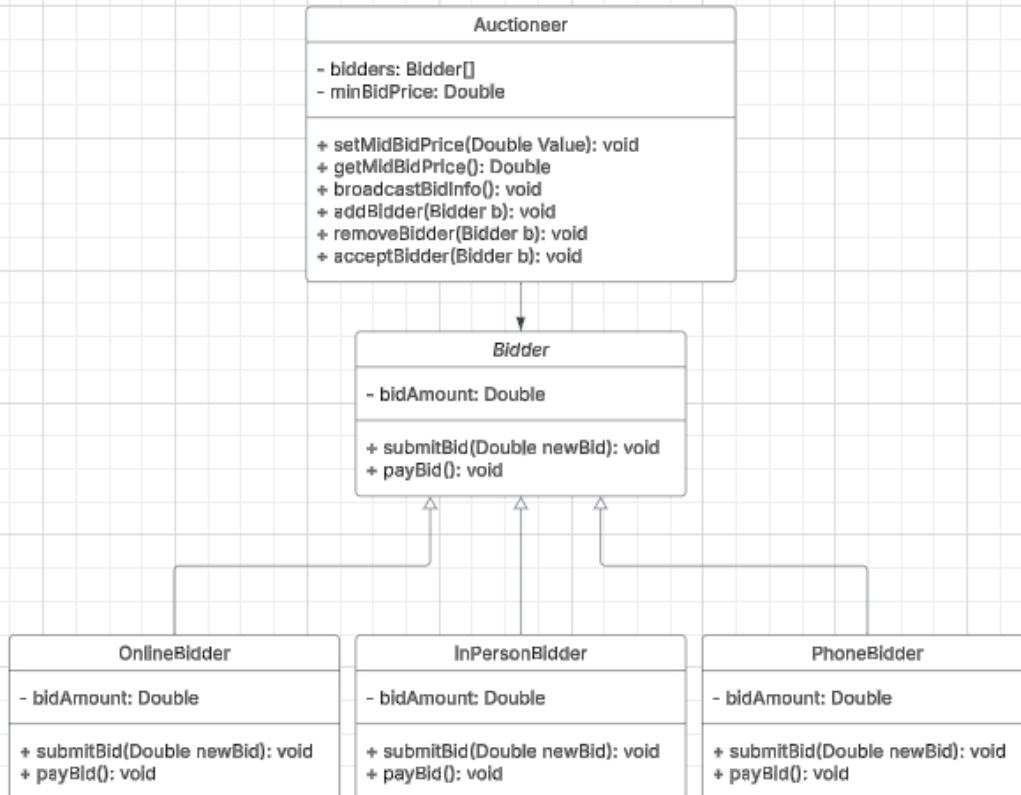 Auctioneer
- bidders: Bidder[]
- minBidPrice: Double
+ setMidBidPrice(Double Value): void
+ getMidBidPrice(): Double
+ broadcastBidInfo(): void
+ addBidder(Bidder b): void
+ removeBidder(Bidder b): void
+ acceptBidder(Bidder b): void
Bidder
- bidAmount: Double
+ submitBid(Double newBid): void
+ payBid(): void
OnlineBidder
- bidAmount: Double
+ submitBid(Double newBid): void
+ payBid(): void
InPersonBidder
- bidAmount: Double
+ submitBid(Double newBid): void
+ payBid(): void
PhoneBidder
- bidAmount: Double
+ submitBid(Double newBid): void
+ payBid(): void